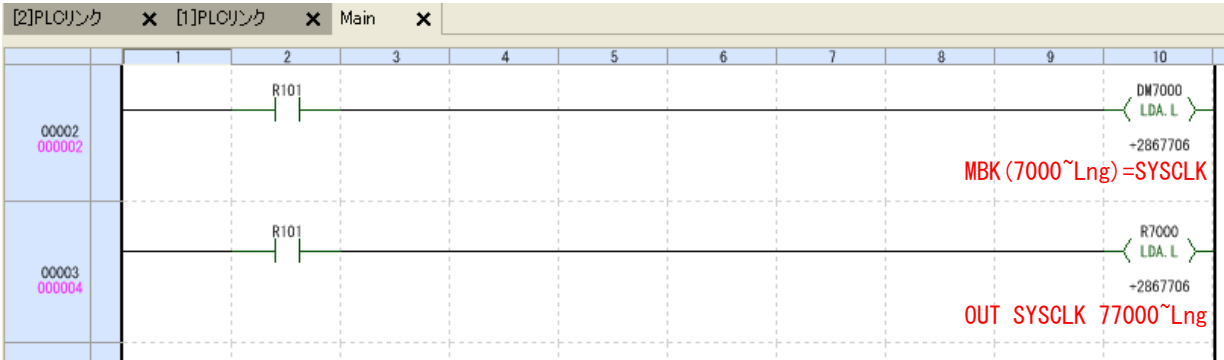 [2]PLCリンク [1]PLCリンク Main
1 2 3 4 5 6 7 8 9 10
R101 DM7000
LDA.L
00002
000002
+2867706
MBK(7000~Lng)=SYSCLK
R101 R7000
LDA.L
00003
000004
+2867706
OUT SYSCLK 77000~Lng